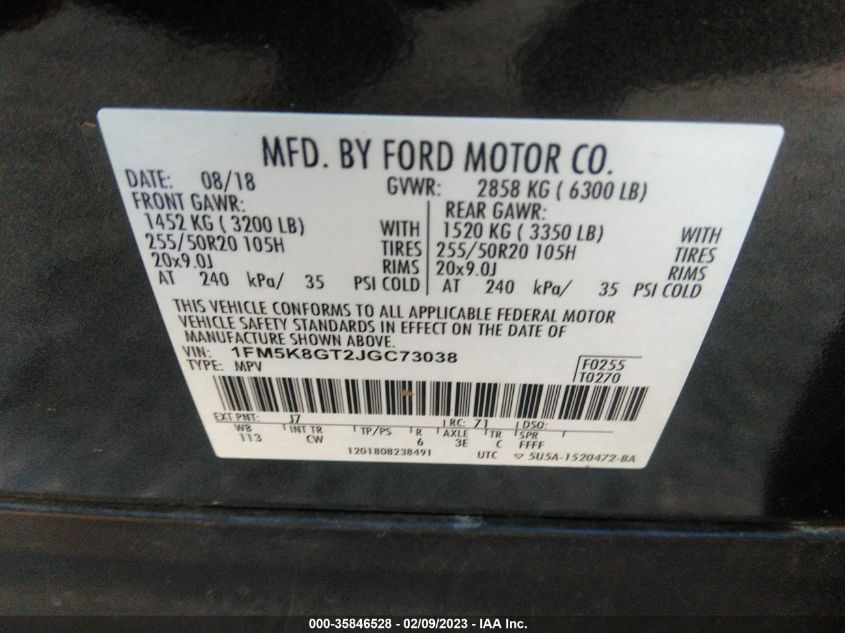 MFD. BY FORD MOTOR CO.
DATE: 08/18 GVWR: 2858 KG ( 6300 LB)
FRONT GAWR: REAR GAWR:
1452 KG ( 3200 LB) WITH 1520 KG ( 3350 LB) WITH
255/50R20 105H TIRES 255/50R20 105H TIRES
20x9.0J RIMS 20x9.0J RIMS
AT 240 kPa/ 35 PSI COLD AT 240 kPa/ 35 PSI COLD
THIS VEHICLE CONFORMS TO ALL APPLICABLE FEDERAL MOTOR
VEHICLE SAFETY STANDARDS IN EFFECT ON THE DATE OF
MANUFACTURE SHOWN ABOVE.
VIN: 1FM5K8GT2JGC73038 F0255
TYPE: MPV T0270
EXT PNT: J7 RC: 71 DSO:
WB INT TR TP/PS R AXLE TR SPR
113 CW 6 3E C FFFF
1201808238491 UTC ▽ 5U5A-1520472-BA
000-35846528 - 02/09/2023 - IAA Inc.